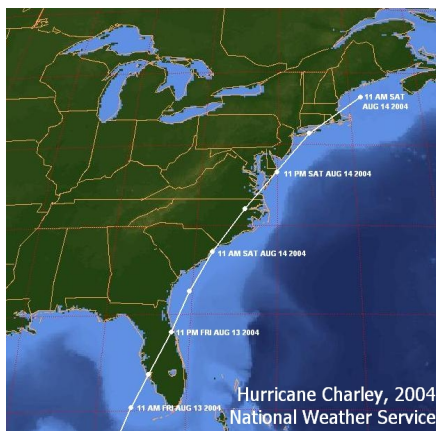 11 AM SAT
AUG 14 2004
11 PM SAT AUG 14 2004
11 AM SAT AUG 14 2004
11 PM FRI AUG 13 2004
11 AM FRI AUG 13 2004
Hurricane Charley, 2004
National Weather Service